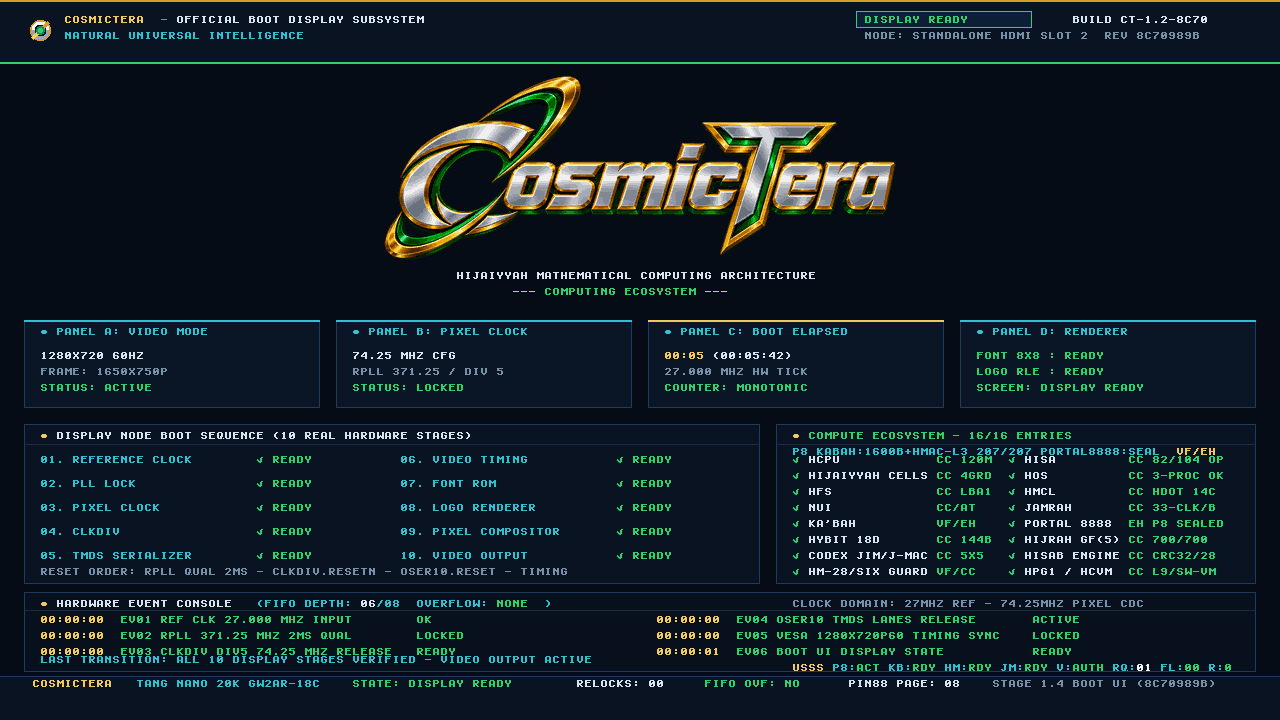 COSMICTERA - OFFICIAL BOOT DISPLAY SUBSYSTEM
NATURAL UNIVERSAL INTELLIGENCE
DISPLAY READY
BUILD CT-1.2-8C70
NODE: STANDALONE HDMI SLOT 2 REV 8C70989B
CosmicTera
HIJAIYYAH MATHEMATICAL COMPUTING ARCHITECTURE
--- COMPUTING ECOSYSTEM ---
PANEL A: VIDEO MODE
1280X720 60HZ
FRAME: 1650X750P
STATUS: ACTIVE
PANEL B: PIXEL CLOCK
74.25 MHZ CFG
RPLL 371.25 / DIV 5
STATUS: LOCKED
PANEL C: BOOT ELAPSED
00:05 (00:05:42)
27.000 MHZ HW TICK
COUNTER: MONOTONIC
PANEL D: RENDERER
FONT 8X8 : READY
LOGO RLE : READY
SCREEN: DISPLAY READY
DISPLAY NODE BOOT SEQUENCE (10 REAL HARDWARE STAGES)
01. REFERENCE CLOCK ✓ READY 06. VIDEO TIMING ✓ READY
02. PLL LOCK ✓ READY 07. FONT ROM ✓ READY
03. PIXEL CLOCK ✓ READY 08. LOGO RENDERER ✓ READY
04. CLKDIV ✓ READY 09. PIXEL COMPOSITOR ✓ READY
05. TMDS SERIALIZER ✓ READY 10. VIDEO OUTPUT ✓ READY
RESET ORDER: RPLL QUAL 2MS - CLKDIV.RESETN - OSER10.RESET - TIMING
COMPUTE ECOSYSTEM - 16/16 ENTRIES
P8 KABAH:1600B+HMAC-L3 207/207 PORTAL8888:SEAL VF/EH
✓ HCPU CC 120M ✓ HISA CC 82/104 OP
✓ HIJAIYYAH CELLS CC 46RD ✓ HOS CC 3-PROC OK
✓ HFS CC LBA1 ✓ HMCL CC HDOT 14C
✓ NUI CC/AT ✓ JAMRAH CC 33-CLK/B
✓ KA'BAH VF/EH ✓ PORTAL 8888 EH P8 SEALED
✓ HYBIT 18D CC 144B ✓ HIJRAH GF(5) CC 700/700
✓ CODEX JIM/J-MAC CC 5X5 ✓ HISAB ENGINE CC CRC32/28
✓ HM-28/SIX GUARD VF/CC ✓ HPG1 / HCVM CC L9/SW-VM
HARDWARE EVENT CONSOLE (FIFO DEPTH: 06/08 OVERFLOW: NONE )
CLOCK DOMAIN: 27MHZ REF - 74.25MHZ PIXEL CDC
00:00:00 EV01 REF CLK 27.000 MHZ INPUT OK 00:00:00 EV04 OSER10 TMDS LANES RELEASE ACTIVE
00:00:00 EV02 RPLL 371.25 MHZ 2MS QUAL LOCKED 00:00:01 EV05 VESA 1280X720P60 TIMING SYNC LOCKED
00:00:00 EV03 CLKDIV DIV5 74.25 MHZ RELEASE READY 00:00:01 EV06 BOOT UI DISPLAY STATE READY
LAST TRANSITION: ALL 10 DISPLAY STAGES VERIFIED - VIDEO OUTPUT ACTIVE
USSS P8:ACT KB:RDY HM:RDY JM:RDY V:AUTH RQ:01 FL:00 R:0
COSMICTERA TANG NANO 20K GW2AR-18C STATE: DISPLAY READY RELOCKS: 00 FIFO OVF: NO PIN88 PAGE: 08 STAGE 1.4 BOOT UI (8C70989B)